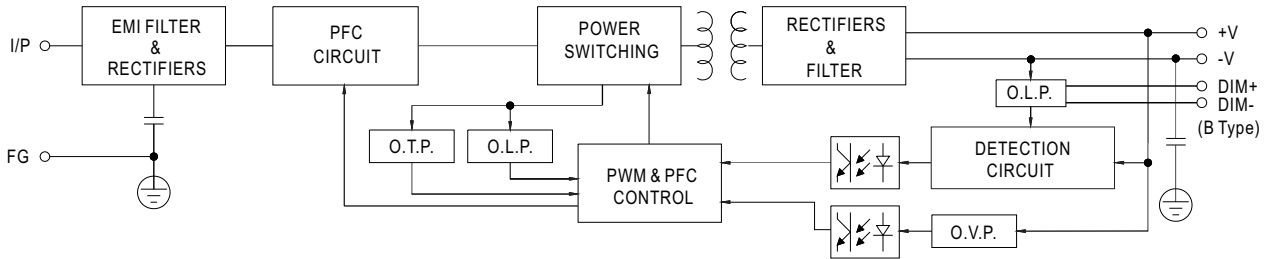 I/P
EMI FILTER
&
RECTIFIERS
PFC
CIRCUIT
POWER
SWITCHING
RECTIFIERS
&
FILTER
+V
-V
O.L.P.
DIM+
DIM-
(B Type)
FG
O.T.P.
O.L.P.
PWM & PFC
CONTROL
DETECTION
CIRCUIT
O.V.P.